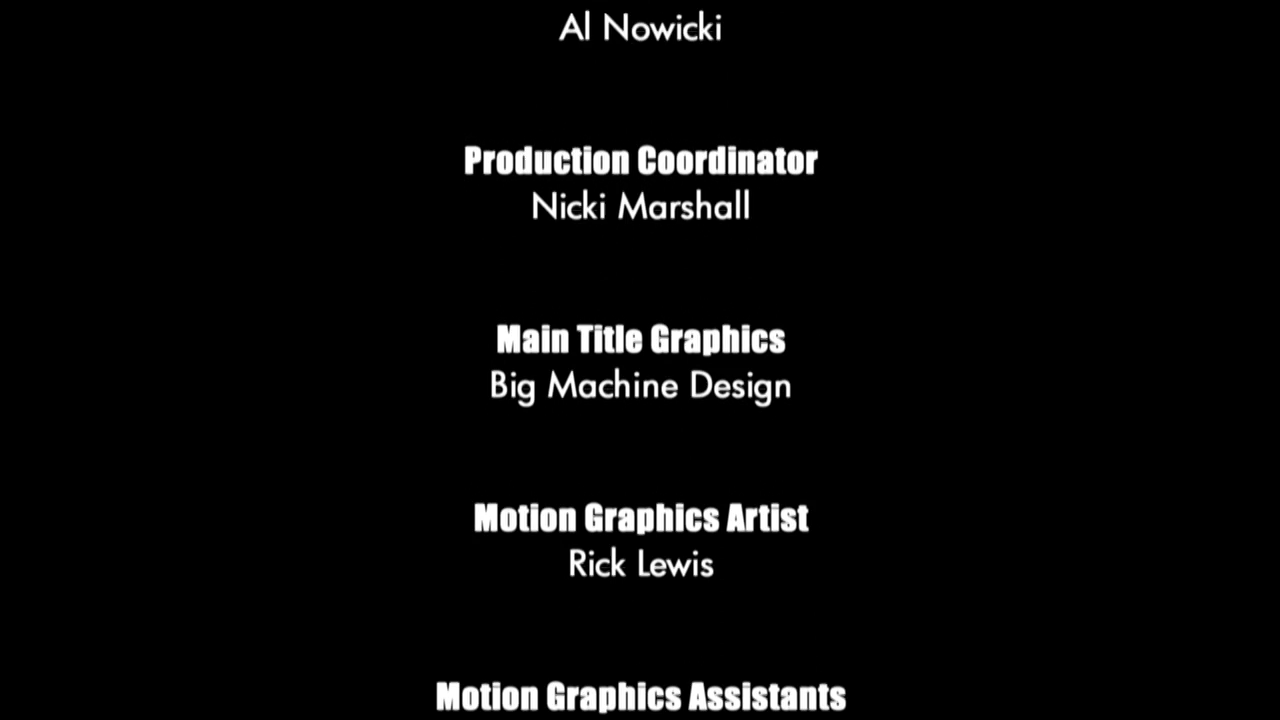 Al Nowicki
Production Coordinator
Nicki Marshall
Main Title Graphics
Big Machine Design
Motion Graphics Artist
Rick Lewis
Motion Graphics Assistants